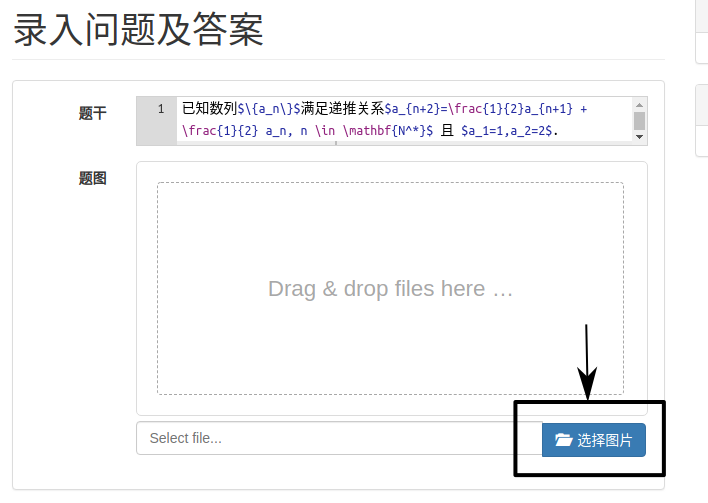 录入问题及答案
题干
1
已知数列$\{a_n\}$满足递推关系$a_{n+2}=\frac{1}{2}a_{n+1} +
\frac{1}{2} a_n, n \in \mathbf{N^*}$ 且 $a_1=1,a_2=2$.
题图
Drag & drop files here …
Select file...
选择图片